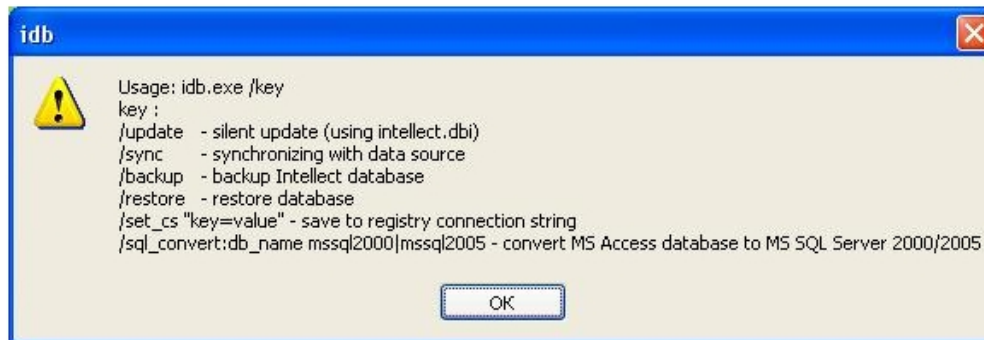 idb
Usage: idb.exe /key
key :
/update - silent update (using intellect.dbi)
/sync - synchronizing with data source
/backup - backup Intellect database
/restore - restore database
/set_cs "key=value" - save to registry connection string
/sql_convert:db_name mssql2000|mssql2005 - convert MS Access database to MS SQL Server 2000/2005
OK